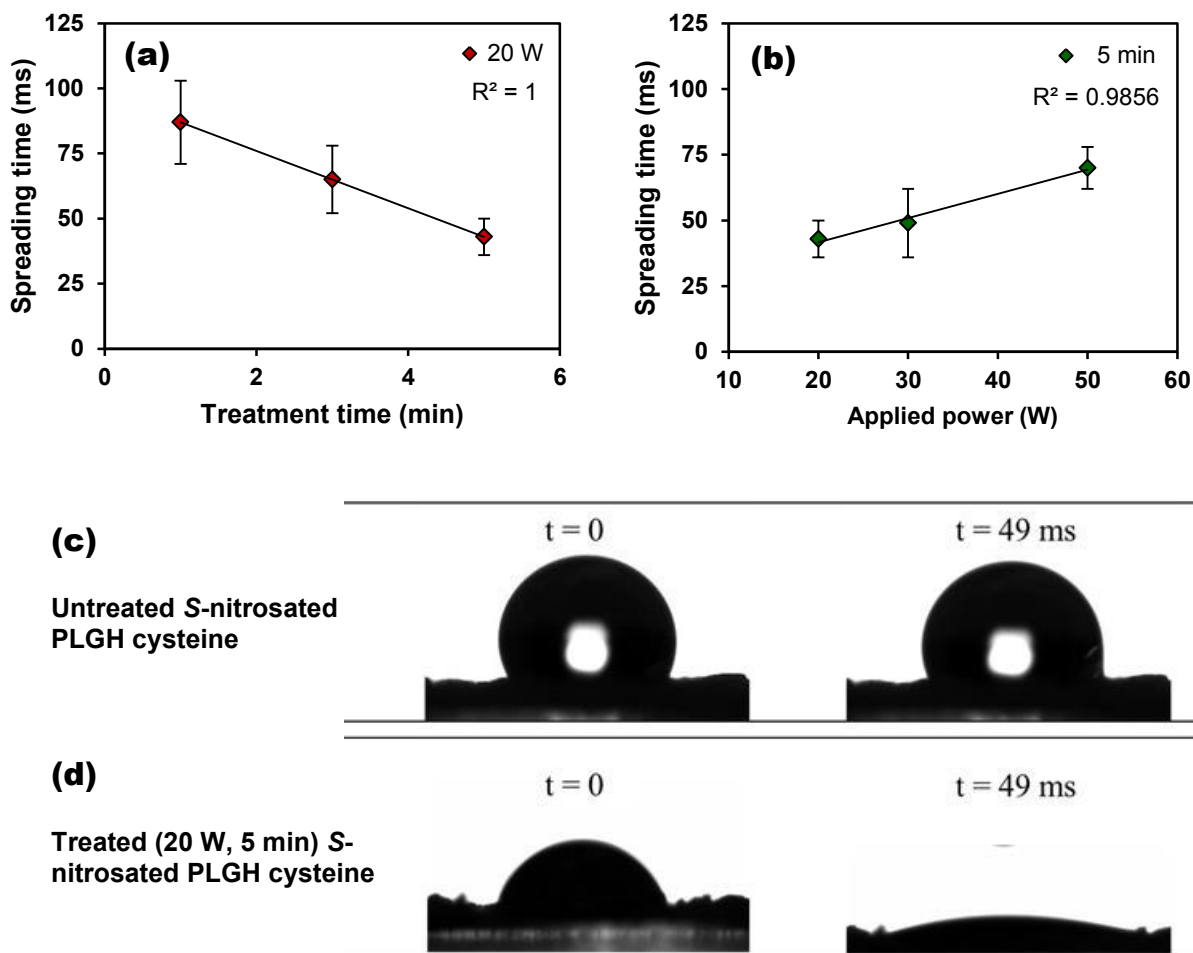 (a)
20 W
R² = 1
Spreading time (ms)
125
100
75
50
25
0
0 2 4 6
Treatment time (min)
(b)
5 min
R² = 0.9856
Spreading time (ms)
125
100
75
50
25
0
10 20 30 40 50 60
Applied power (W)
(c)
t = 0 t = 49 ms
Untreated S-nitrosated
PLGH cysteine
(d)
t = 0 t = 49 ms
Treated (20 W, 5 min) S-
nitrosated PLGH cysteine